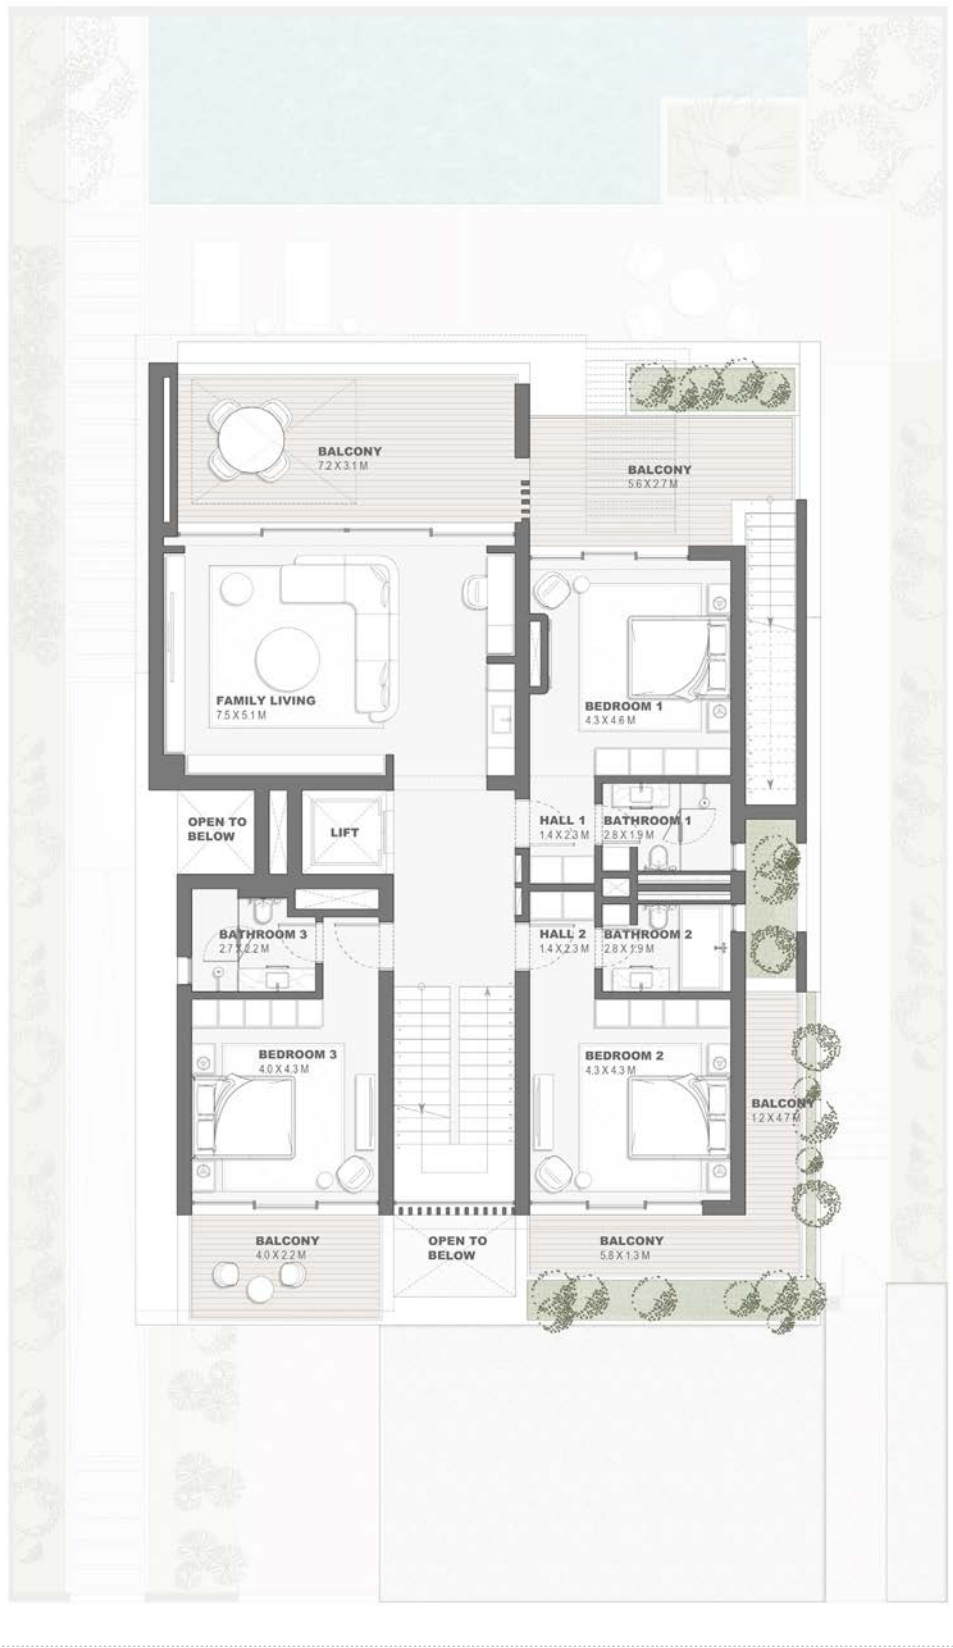 BALCONY
7.2 X 3.1 M
BALCONY
5.6 X 2.7 M
FAMILY LIVING
7.5 X 5.1 M
BEDROOM 1
4.3 X 4.6 M
OPEN TO
BELOW
LIFT
HALL 1
1.4 X 2.3 M
BATHROOM 1
2.8 X 1.9 M
BATHROOM 3
2.7 X 2.2 M
HALL 2
1.4 X 2.3 M
BATHROOM 2
2.8 X 1.9 M
BEDROOM 3
4.0 X 4.3 M
BEDROOM 2
4.3 X 4.3 M
BALCONY
1.2 X 4.7 M
BALCONY
4.0 X 2.2 M
OPEN TO
BELOW
BALCONY
5.8 X 1.3 M